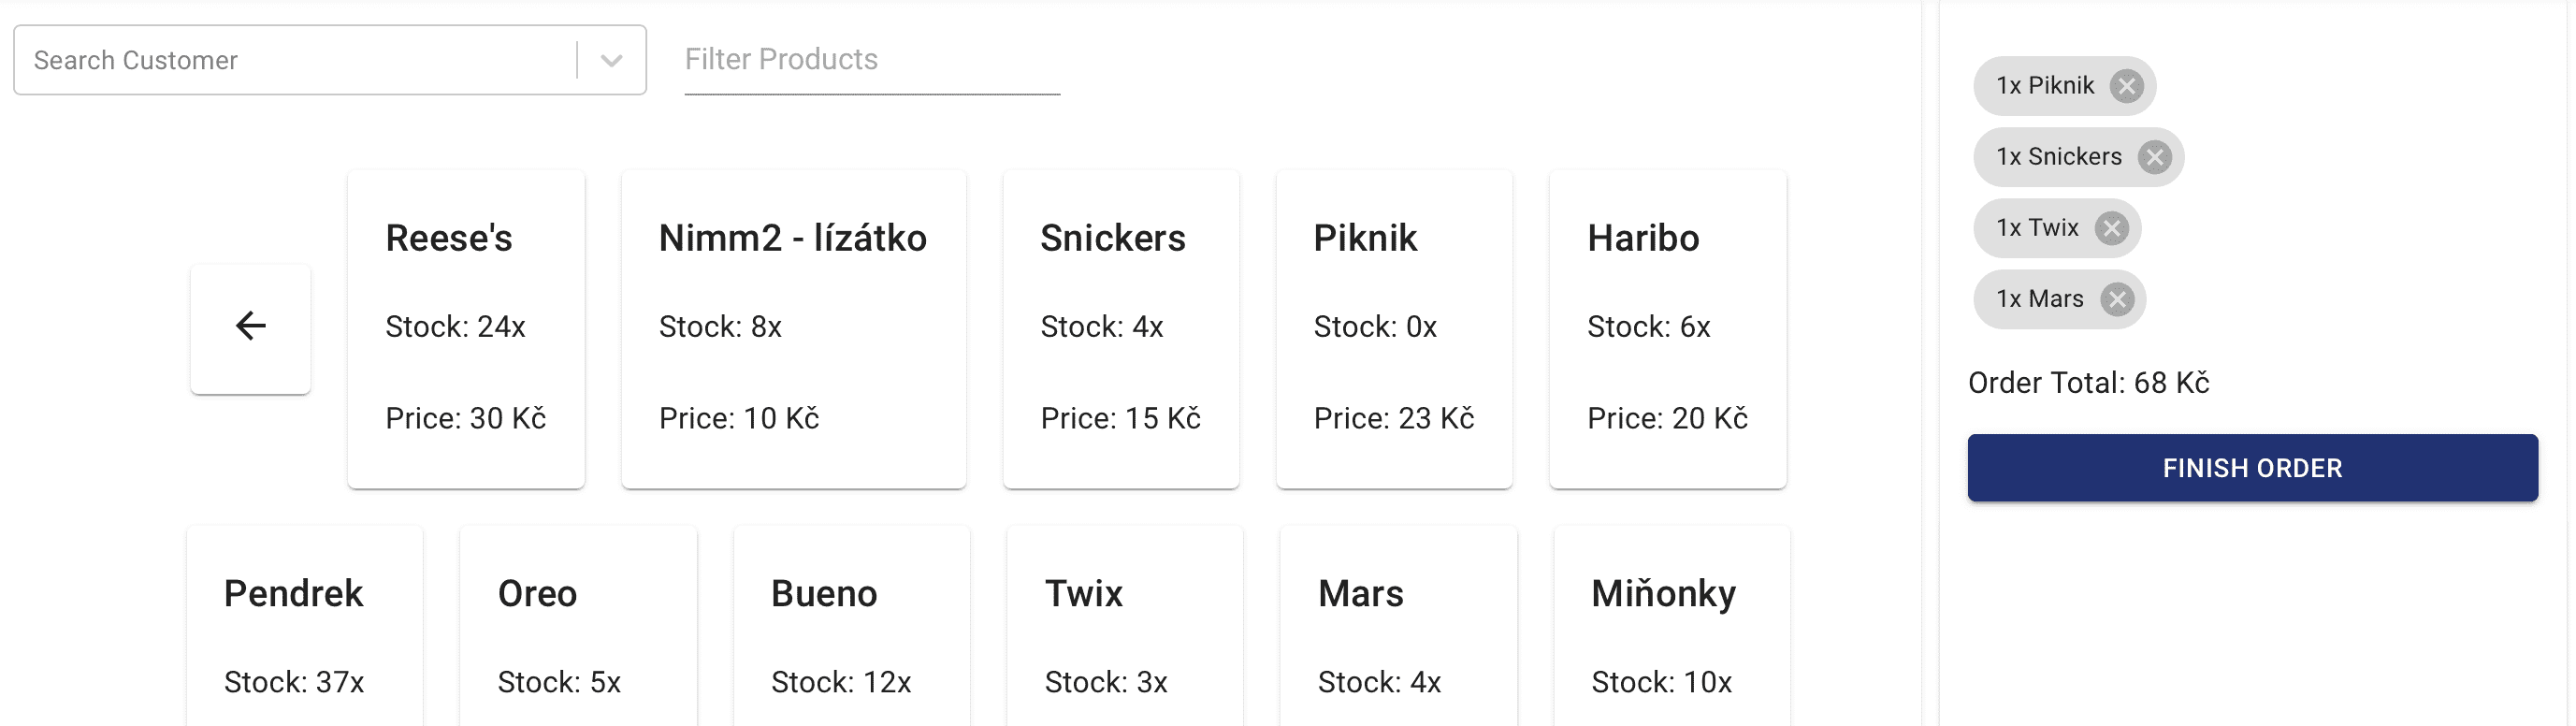 Search Customer
Filter Products
Reese's
Stock: 24x
Price: 30 Kč
Nimm2 - lízátko
Stock: 8x
Price: 10 Kč
Snickers
Stock: 4x
Price: 15 Kč
Piknik
Stock: 0x
Price: 23 Kč
Haribo
Stock: 6x
Price: 20 Kč
Pendrek
Stock: 37x
Oreo
Stock: 5x
Bueno
Stock: 12x
Twix
Stock: 3x
Mars
Stock: 4x
Miňonky
Stock: 10x
1x Piknik
1x Snickers
1x Twix
1x Mars
Order Total: 68 Kč
FINISH ORDER